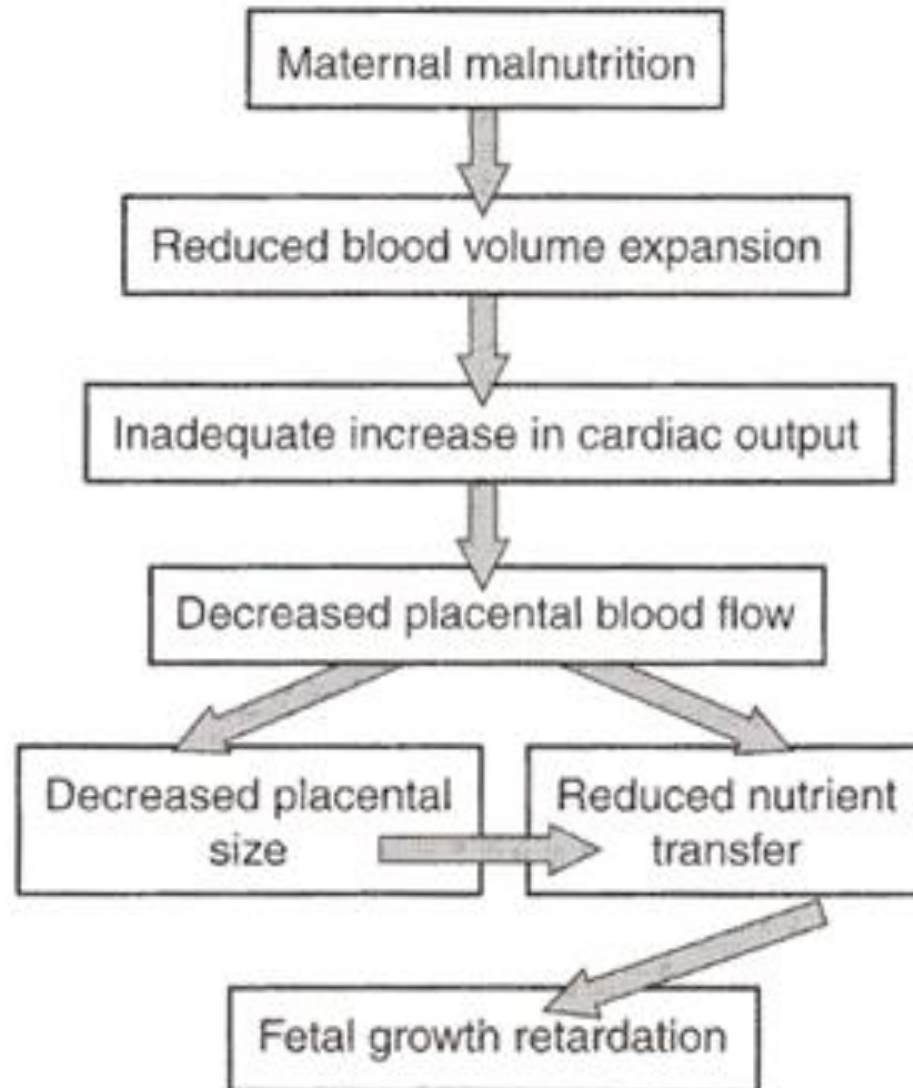 Maternal malnutrition
Reduced blood volume expansion
Inadequate increase in cardiac output
Decreased placental blood flow
Decreased placental
size
Reduced nutrient
transfer
Fetal growth retardation